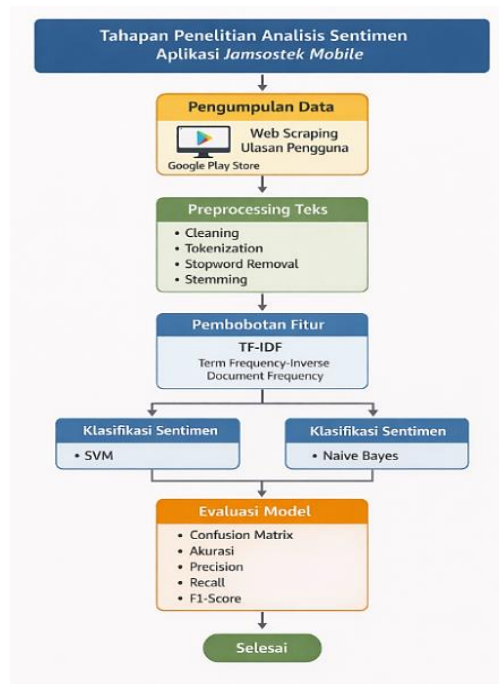 Tahapan Penelitian Analisis Sentimen
Aplikasi Jamsostek Mobile
Pengumpulan Data
Web Scraping
Ulasan Pengguna
Google Play Store
Preprocessing Teks
• Cleaning
• Tokenization
• Stopword Removal
• Stemming
Pembobotan Fitur
TF-IDF
Term Frequency-Inverse
Document Frequency
Klasifikasi Sentimen
• SVM
Klasifikasi Sentimen
• Naive Bayes
Evaluasi Model
• Confusion Matrix
• Akurasi
• Precision
• Recall
• F1-Score
Selesai